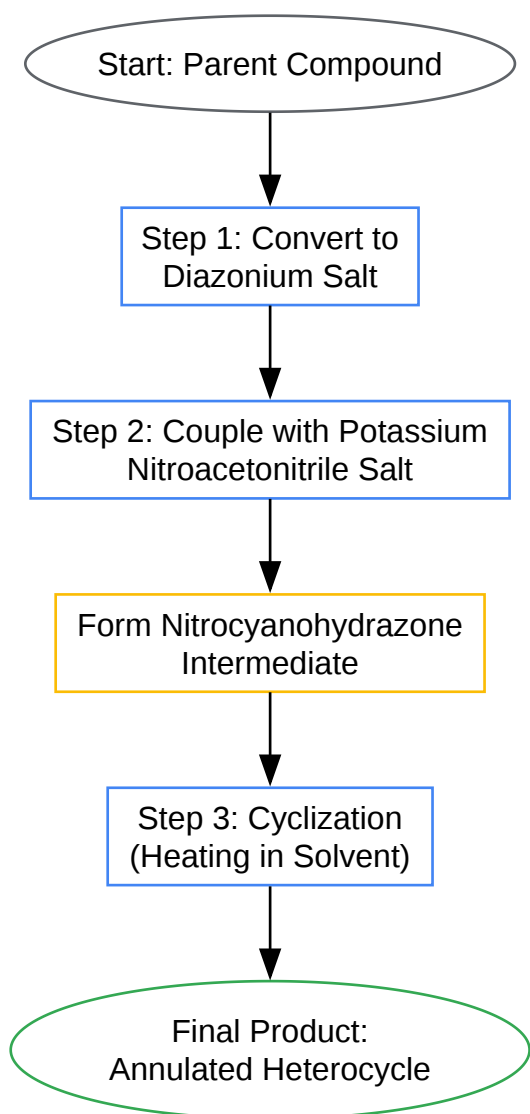 Start: Parent Compound
Step 1: Convert to
Diazonium Salt
Step 2: Couple with Potassium
Nitroacetonitrile Salt
Form Nitrocyanohydrazone
Intermediate
Step 3: Cyclization
(Heating in Solvent)
Final Product:
Annulated Heterocycle